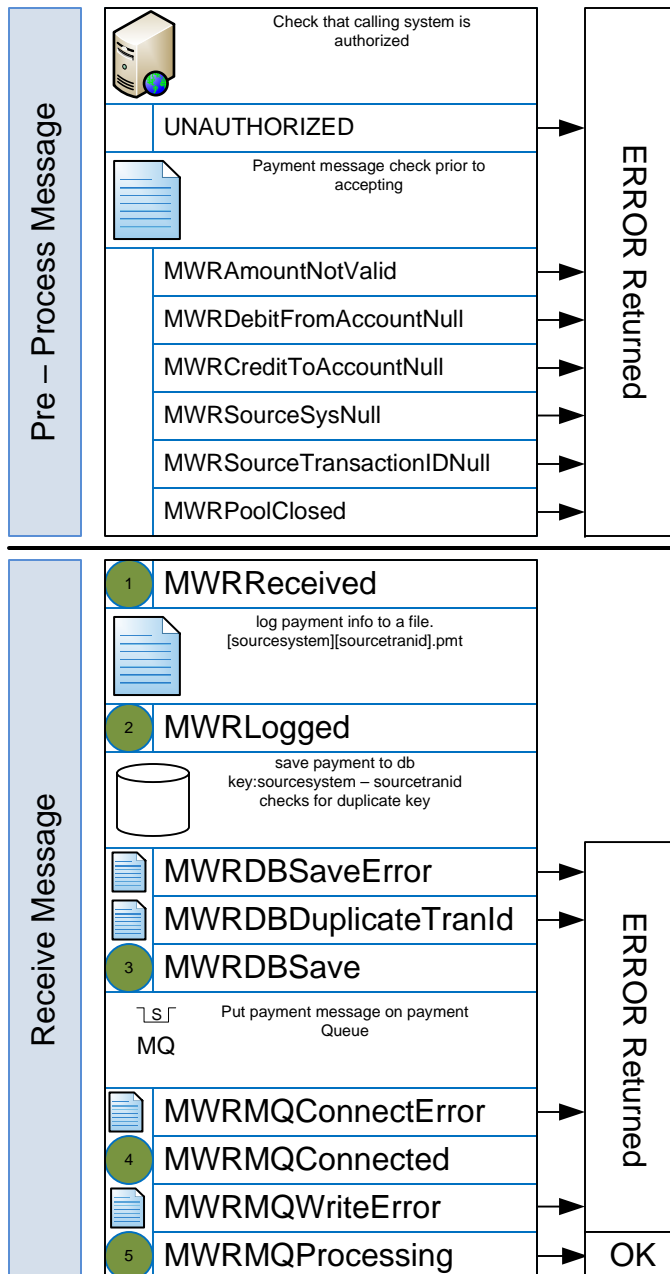 Pre – Process Message
Check that calling system is
authorized
UNAUTHORIZED
Payment message check prior to
accepting
MWRAmountNotValid
MWRDebitFromAccountNull
MWRCreditToAccountNull
MWRSourceSysNull
MWRSourceTransactionIDNull
MWRPoolClosed
ERROR Returned
Receive Message
1
MWRReceived
log payment info to a file.
[sourcesystem][sourcetranid].pmt
2
MWRLogged
save payment to db
key:sourcesystem – sourcetranid
checks for duplicate key
MWRDBSaveError
MWRDBDuplicateTranId
3
MWRDBSave
S
MQ
Put payment message on payment
Queue
MWRMQConnectError
4
MWRMQConnected
MWRMQWriteError
5
MWRMQProcessing
ERROR Returned
OK